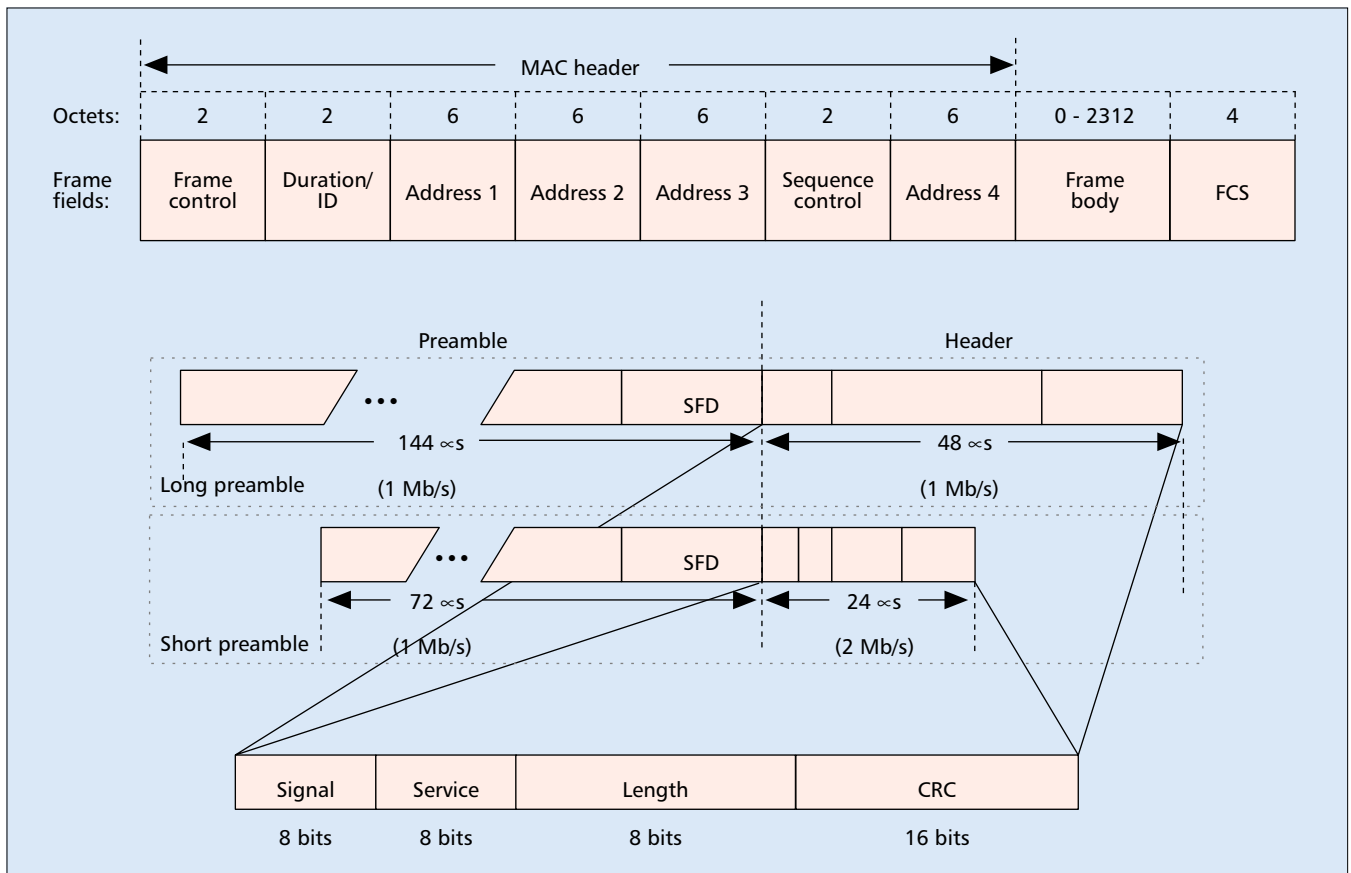 MAC header
Octets: 2 2 6 6 6 2 6 0 - 2312 4
Frame fields:
Frame control
Duration/ ID
Address 1
Address 2
Address 3
Sequence control
Address 4
Frame body
FCS
Preamble Header
SFD
144 ∝s 48 ∝s
Long preamble (1 Mb/s) (1 Mb/s)
SFD
72 ∝s 24 ∝s
Short preamble (1 Mb/s) (2 Mb/s)
Signal Service Length CRC
8 bits 8 bits 8 bits 16 bits